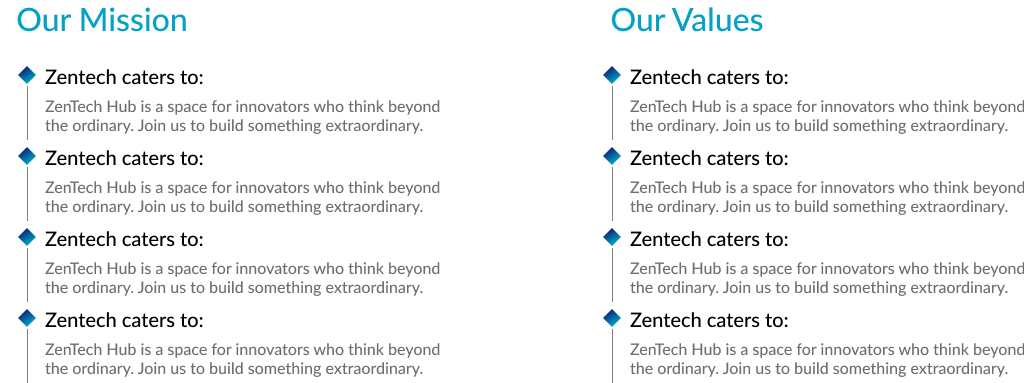 Our Mission
Zentech caters to:
ZenTech Hub is a space for innovators who think beyond
the ordinary. Join us to build something extraordinary.
Zentech caters to:
ZenTech Hub is a space for innovators who think beyond
the ordinary. Join us to build something extraordinary.
Zentech caters to:
ZenTech Hub is a space for innovators who think beyond
the ordinary. Join us to build something extraordinary.
Zentech caters to:
ZenTech Hub is a space for innovators who think beyond
the ordinary. Join us to build something extraordinary.
Our Values
Zentech caters to:
ZenTech Hub is a space for innovators who think beyond
the ordinary. Join us to build something extraordinary.
Zentech caters to:
ZenTech Hub is a space for innovators who think beyond
the ordinary. Join us to build something extraordinary.
Zentech caters to:
ZenTech Hub is a space for innovators who think beyond
the ordinary. Join us to build something extraordinary.
Zentech caters to:
ZenTech Hub is a space for innovators who think beyond
the ordinary. Join us to build something extraordinary.